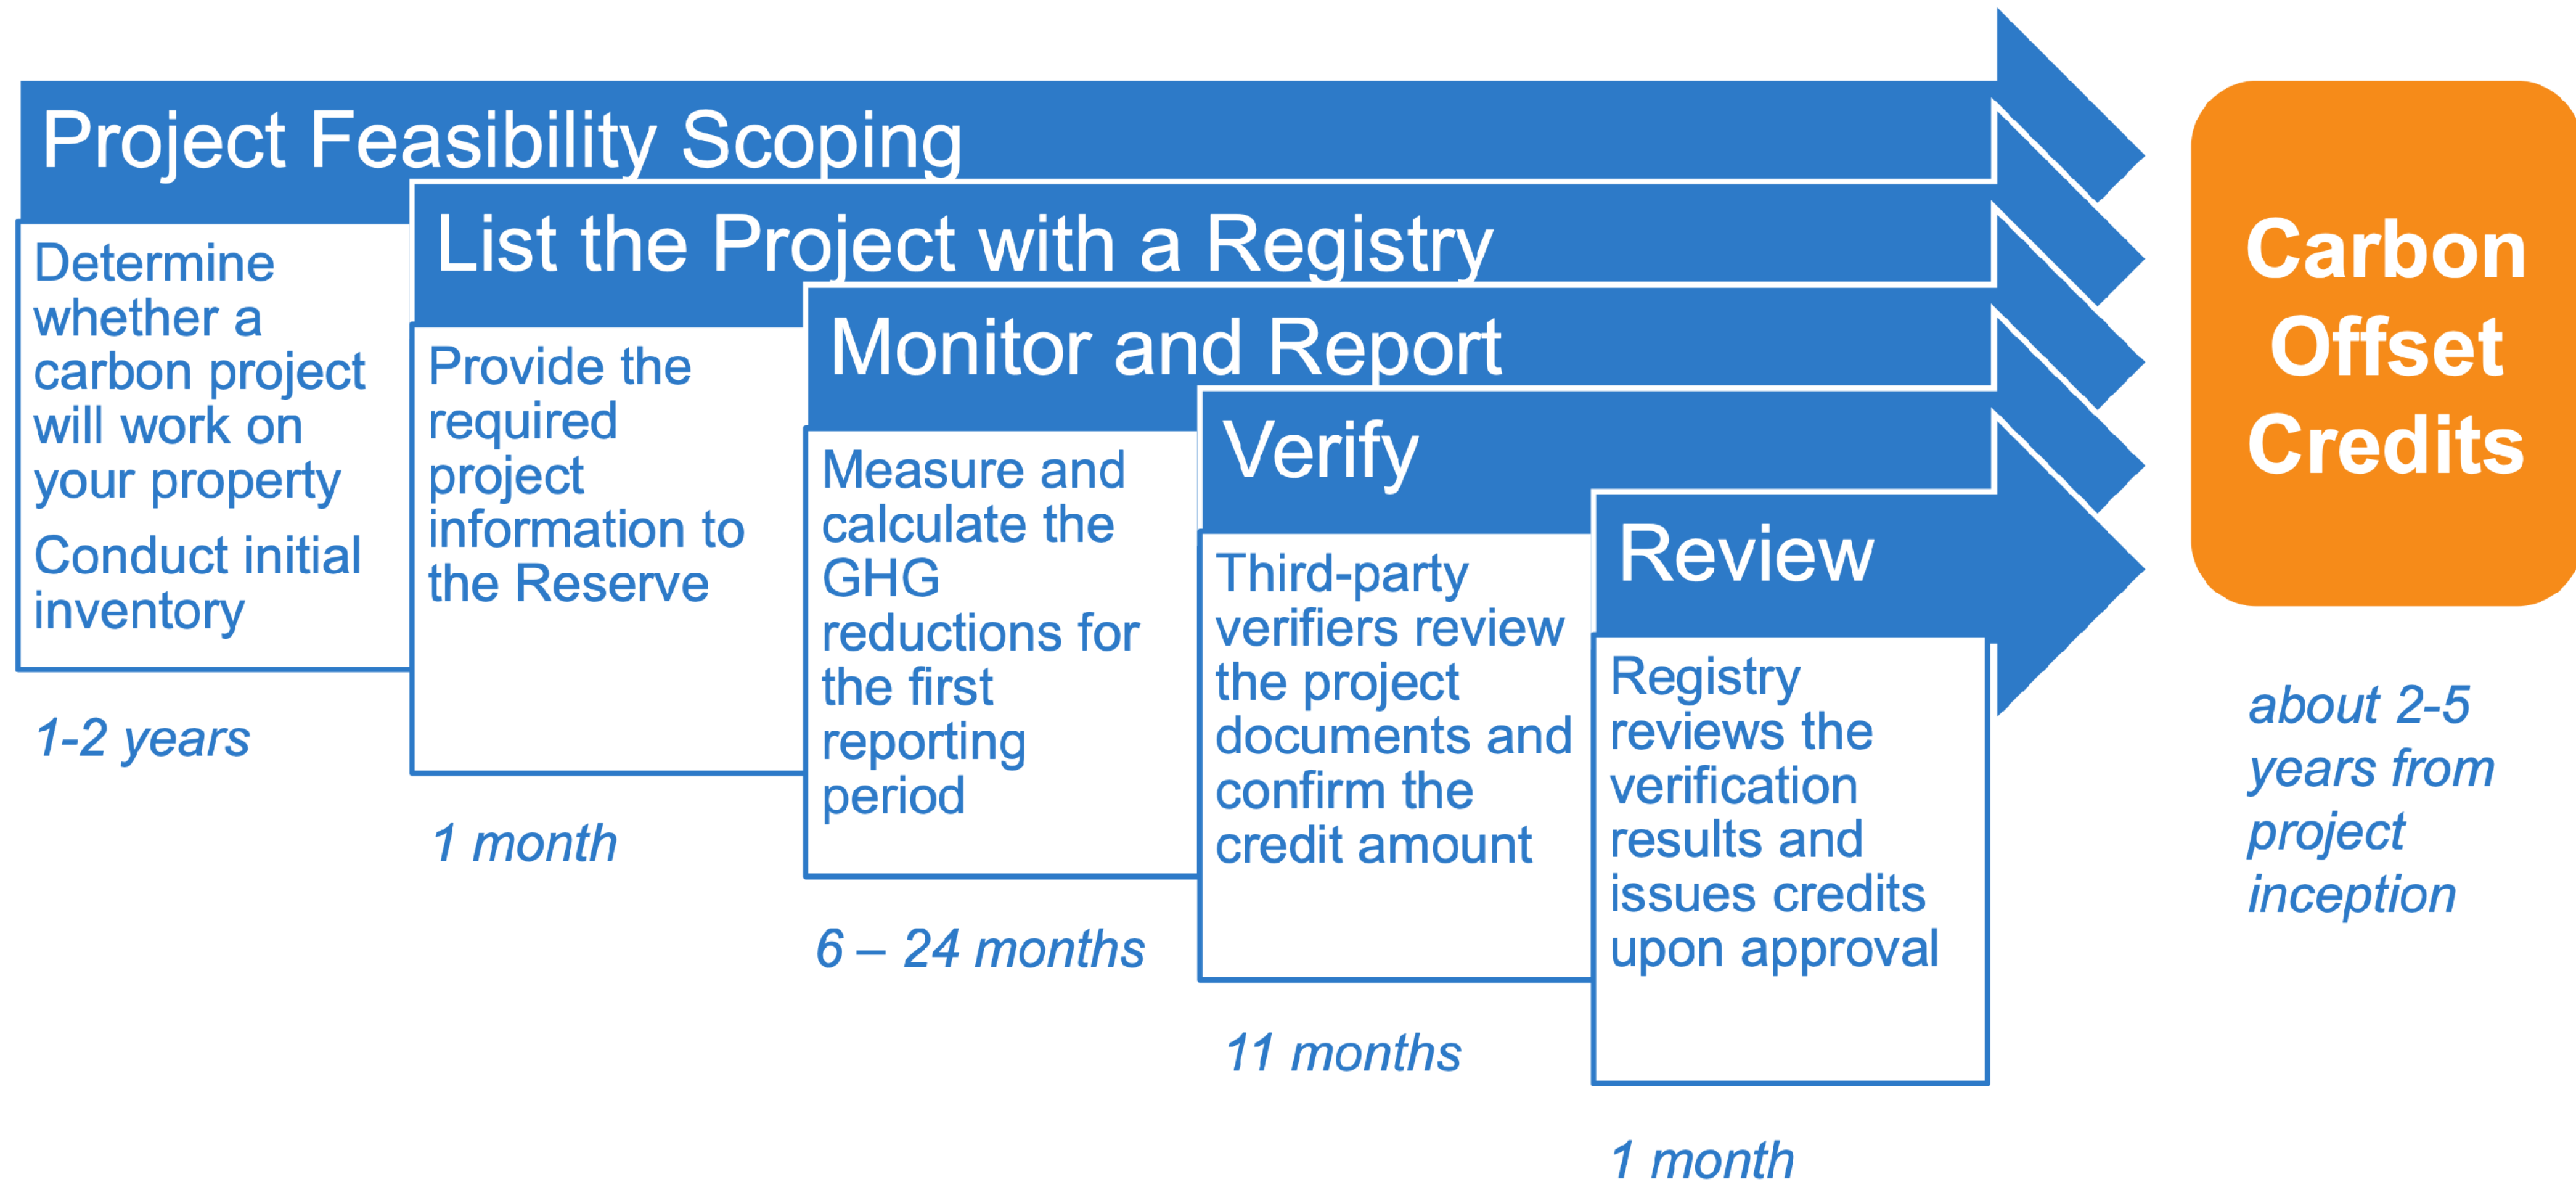 Project Feasibility Scoping
Determine
whether a
carbon project
will work on
your property
Conduct initial
inventory
1-2 years
List the Project with a Registry
Provide the
required
project
information to
the Reserve
1 month
Monitor and Report
Measure and
calculate the
GHG
reductions for
the first
reporting
period
6 – 24 months
Verify
Third-party
verifiers review
the project
documents and
confirm the
credit amount
11 months
Review
Registry
reviews the
verification
results and
issues credits
upon approval
1 month
Carbon
Offset
Credits
about 2-5
years from
project
inception